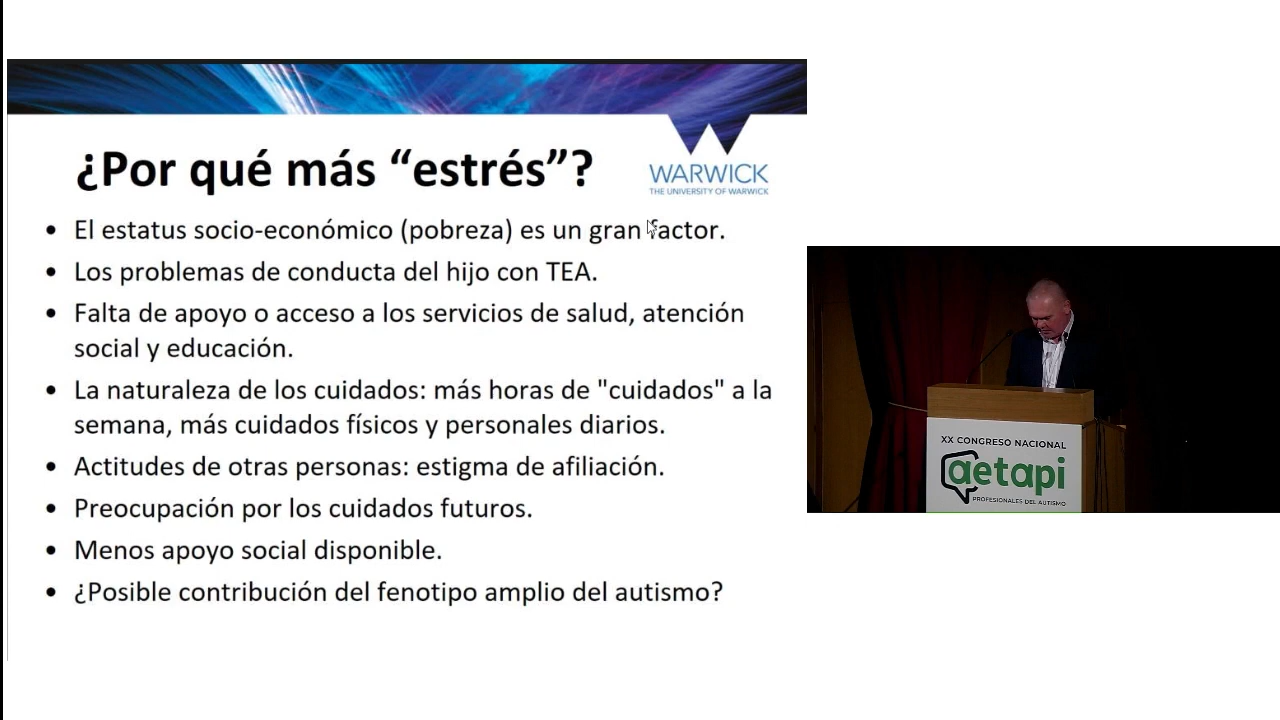 ¿Por qué más “estrés”?
WARWICK
THE UNIVERSITY OF WARWICK
• El estatus socio-económico (pobreza) es un gran factor.
• Los problemas de conducta del hijo con TEA.
• Falta de apoyo o acceso a los servicios de salud, atención
social y educación.
• La naturaleza de los cuidados: más horas de "cuidados" a la
semana, más cuidados físicos y personales diarios.
• Actitudes de otras personas: estigma de afiliación.
• Preocupación por los cuidados futuros.
• Menos apoyo social disponible.
• ¿Posible contribución del fenotipo amplio del autismo?
XX CONGRESO NACIONAL
aetapi
PROFESIONALES DEL AUTISMO